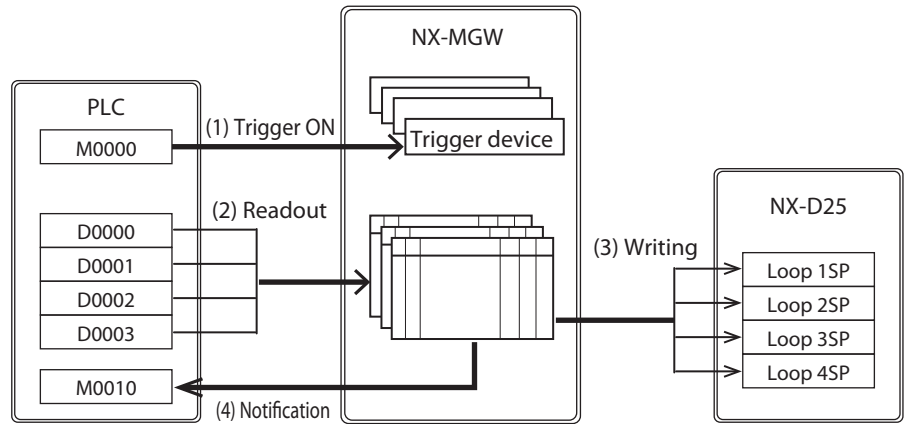 NX-MGW
PLC
(1) Trigger ON
M0000
Trigger device
(2) Readout
NX-D25
D0000
D0001
D0002
D0003
(3) Writing
Loop 1SP
Loop 2SP
Loop 3SP
Loop 4SP
M0010
(4) Notification